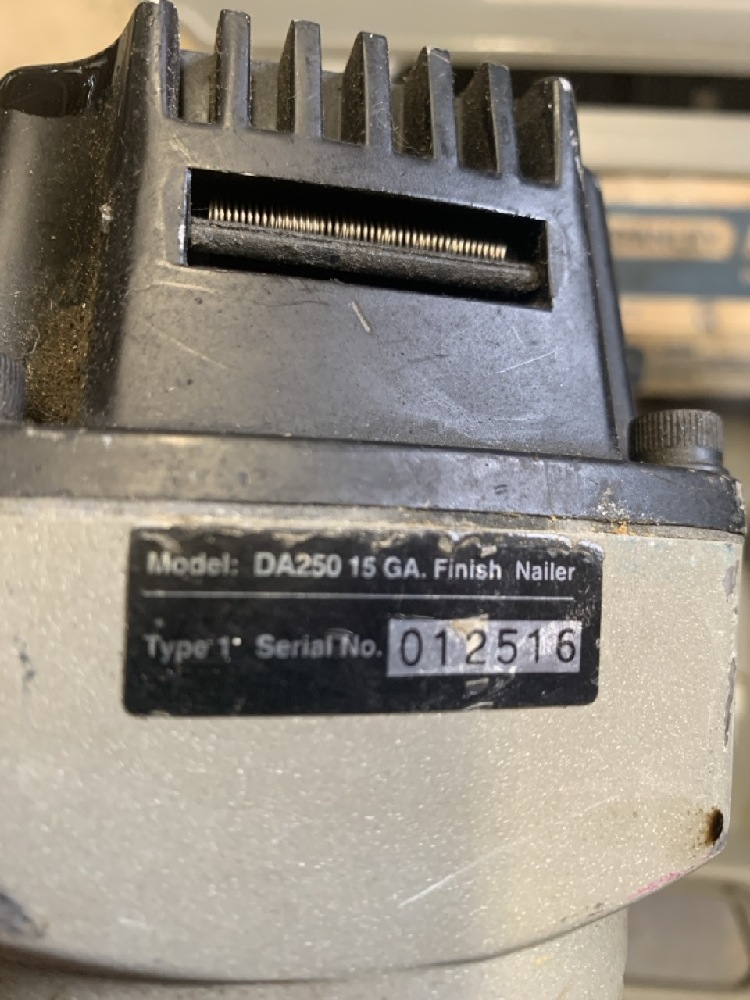 Model: DA250 15 GA. Finish Nailer
Type 1 Serial No. 012516